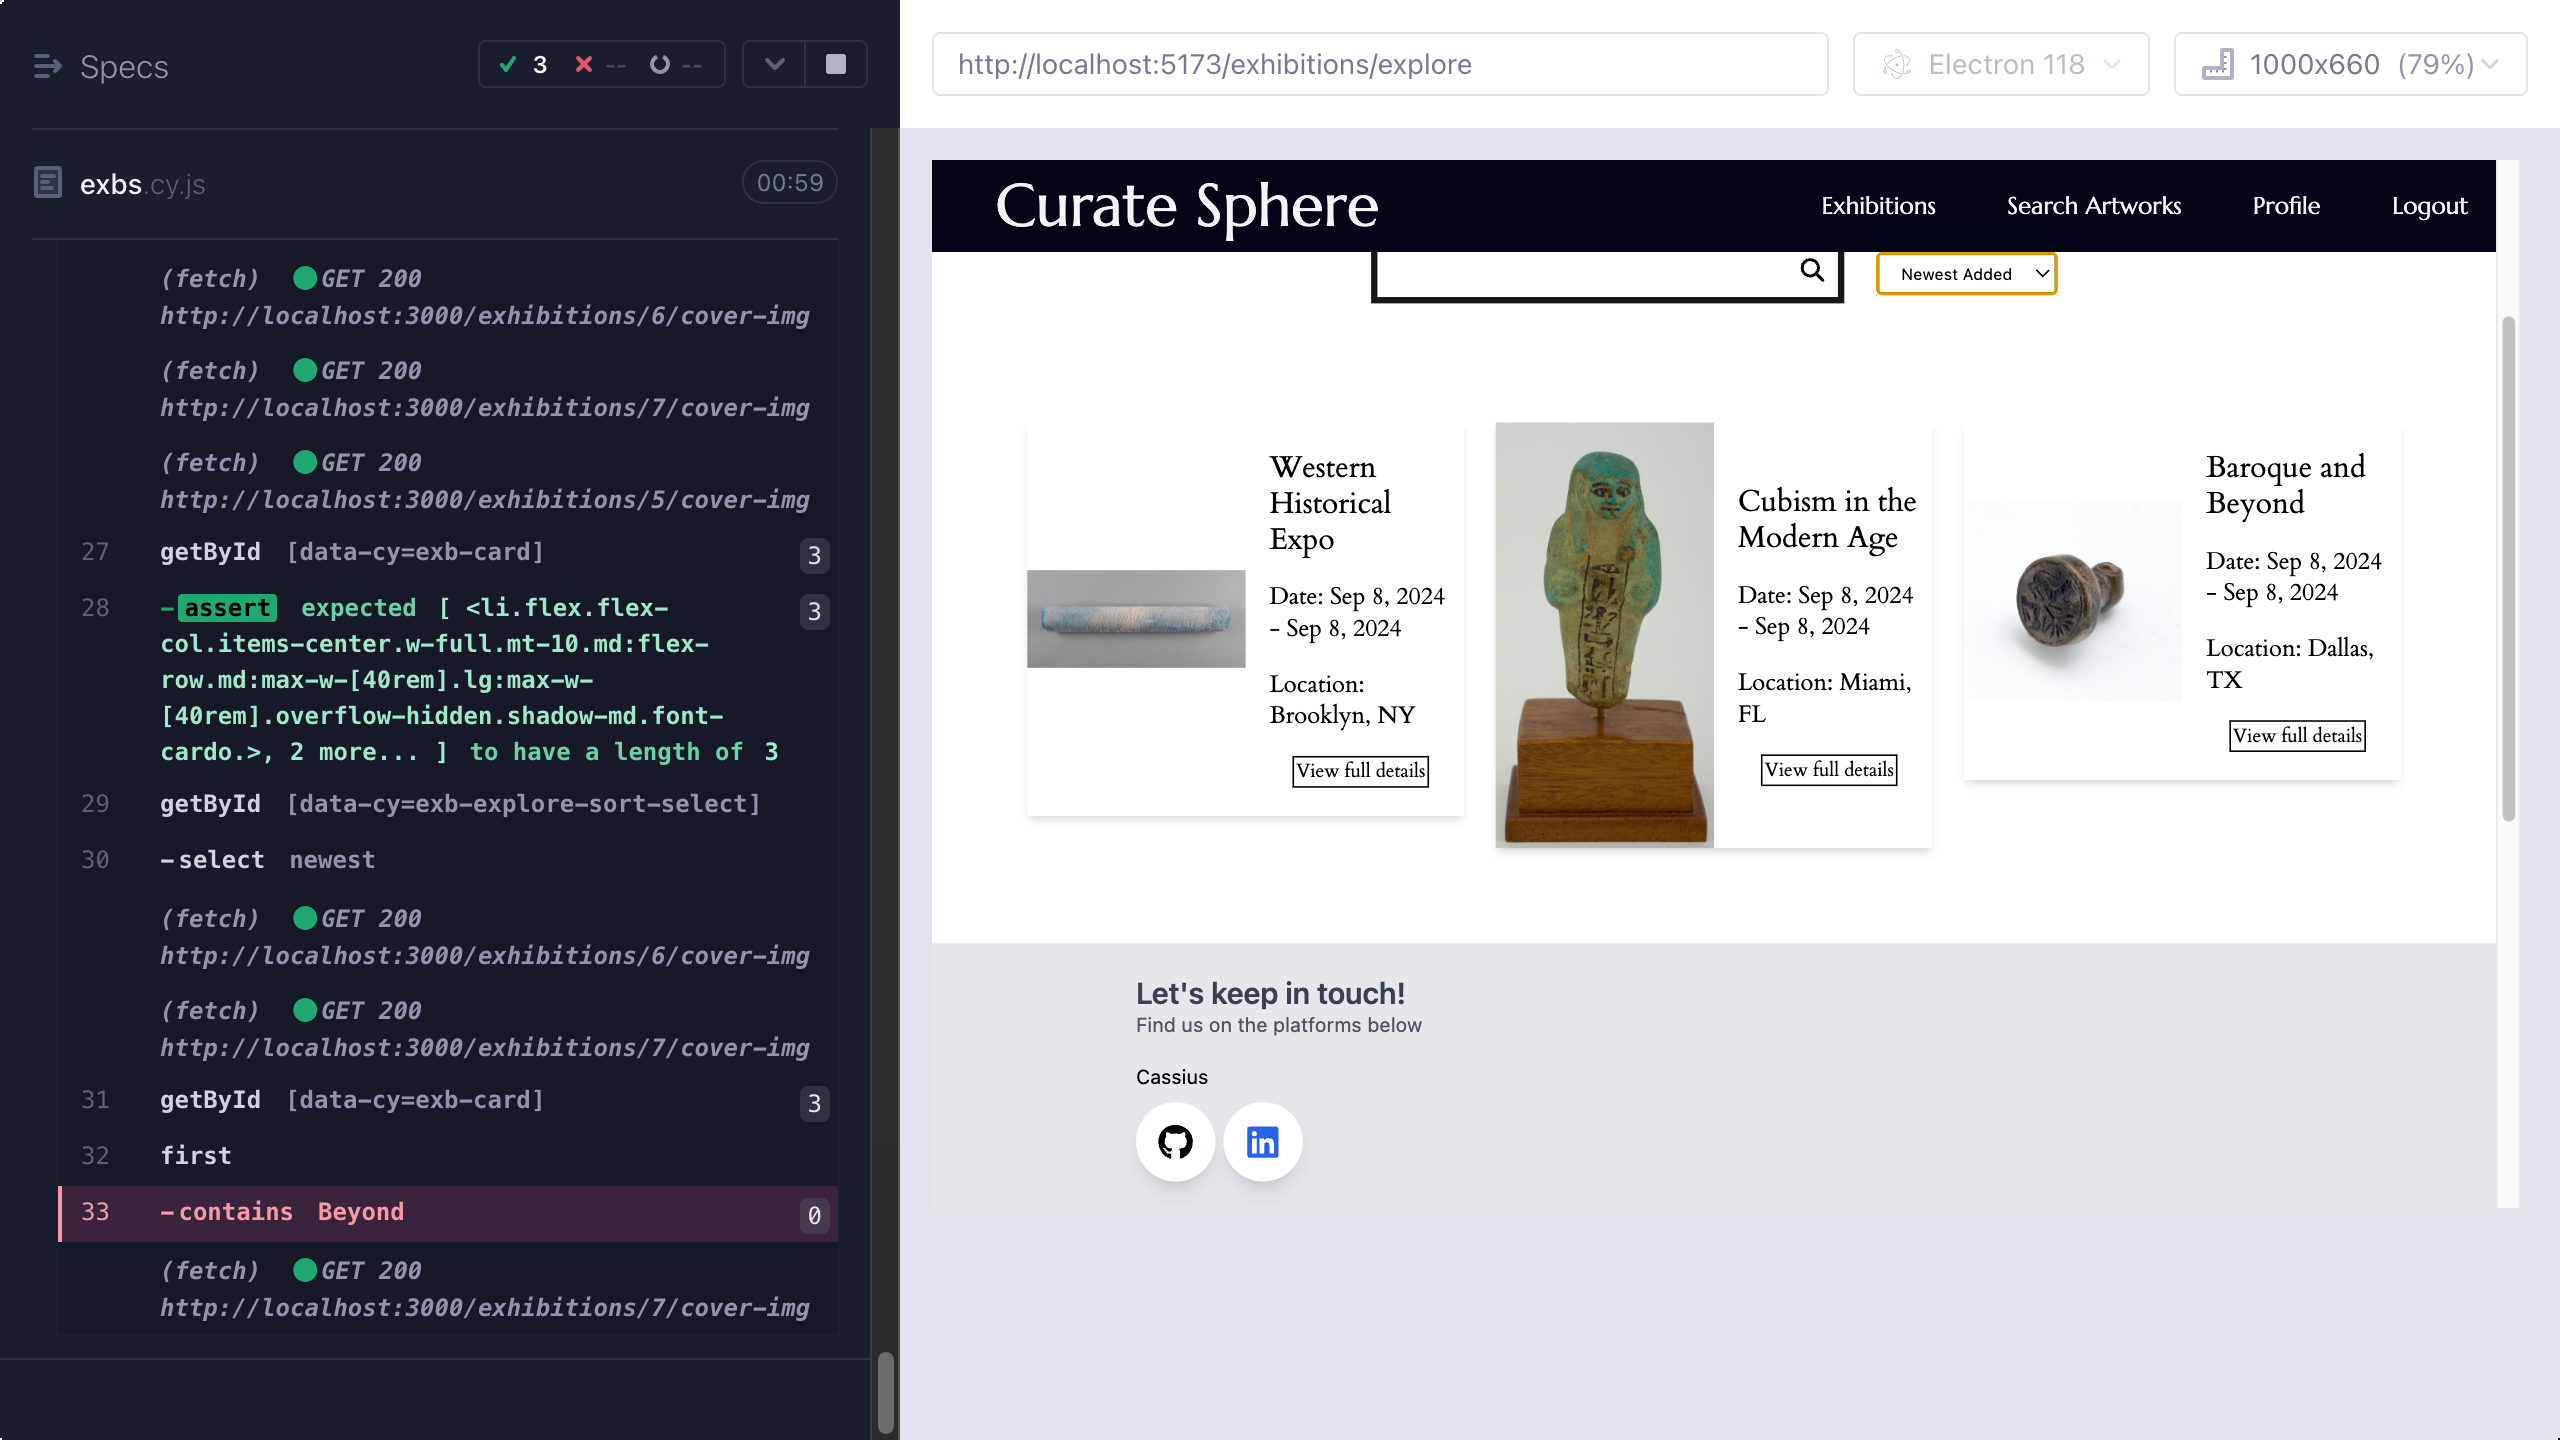 Specs
3
--
--
exbs.cy.js
00:59
(fetch) GET 200
http://localhost:3000/exhibitions/6/cover-img
(fetch) GET 200
http://localhost:3000/exhibitions/7/cover-img
(fetch) GET 200
http://localhost:3000/exhibitions/5/cover-img
27 getById [data-cy=exb-card] 3
28 -assert expected [ <li.flex.flex- 3
col.items-center.w-full.mt-10.md:flex-
row.md:max-w-[40rem].lg:max-w-
[40rem].overflow-hidden.shadow-md.font-
cardo.>, 2 more... ] to have a length of 3
29 getById [data-cy=exb-explore-sort-select]
30 -select newest
(fetch) GET 200
http://localhost:3000/exhibitions/6/cover-img
(fetch) GET 200
http://localhost:3000/exhibitions/7/cover-img
31 getById [data-cy=exb-card] 3
32 first
33 -contains Beyond 0
(fetch) GET 200
http://localhost:3000/exhibitions/7/cover-img
http://localhost:5173/exhibitions/explore
Electron 118
1000x660 (79%)
Curate Sphere
Exhibitions
Search Artworks
Profile
Logout
Newest Added
Western
Historical
Expo
Date: Sep 8, 2024
- Sep 8, 2024
Location:
Brooklyn, NY
View full details
Cubism in the
Modern Age
Date: Sep 8, 2024
- Sep 8, 2024
Location: Miami,
FL
View full details
Baroque and
Beyond
Date: Sep 8, 2024
- Sep 8, 2024
Location: Dallas,
TX
View full details
Let's keep in touch!
Find us on the platforms below
Cassius
in